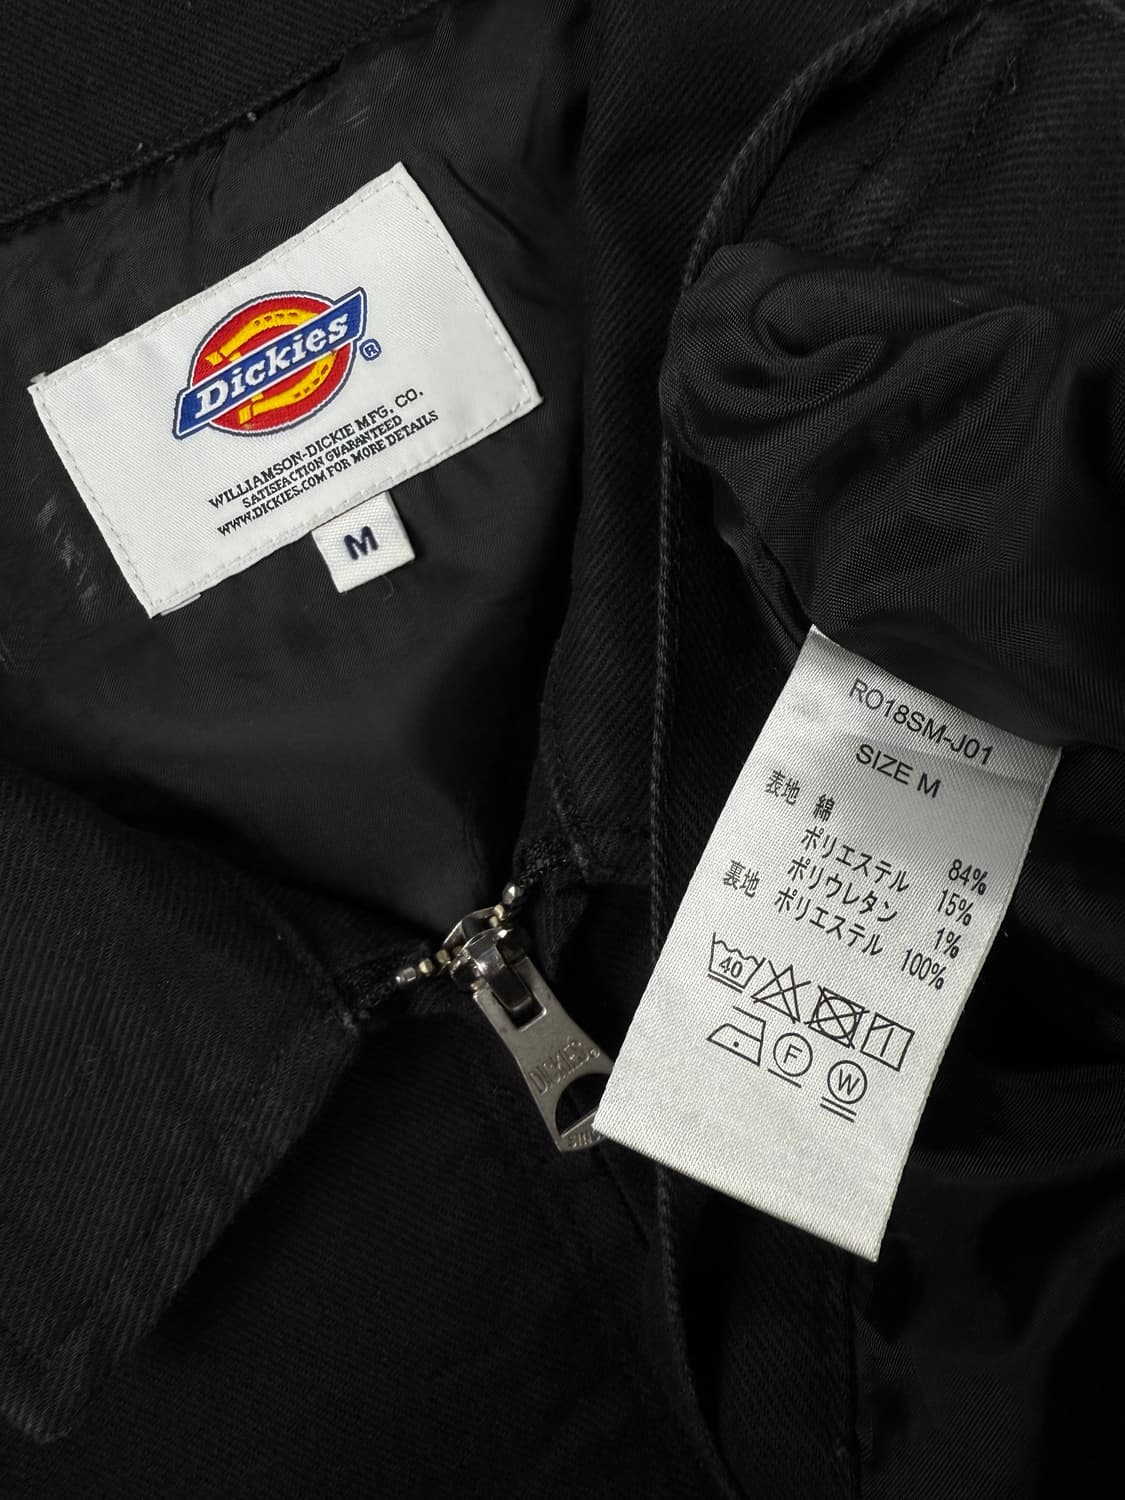 Dickies®
WILLIAMSON-DICKIE MFG. CO.
SATISFACTION GUARANTEED
WWW.DICKIES.COM FOR MORE DETAILS
M
RO18SM-J01
SIZE M
表地 綿 84%
ポリエステル 15%
ポリウレタン 1%
裏地 ポリエステル 100%
40
F
W
DICKIES®